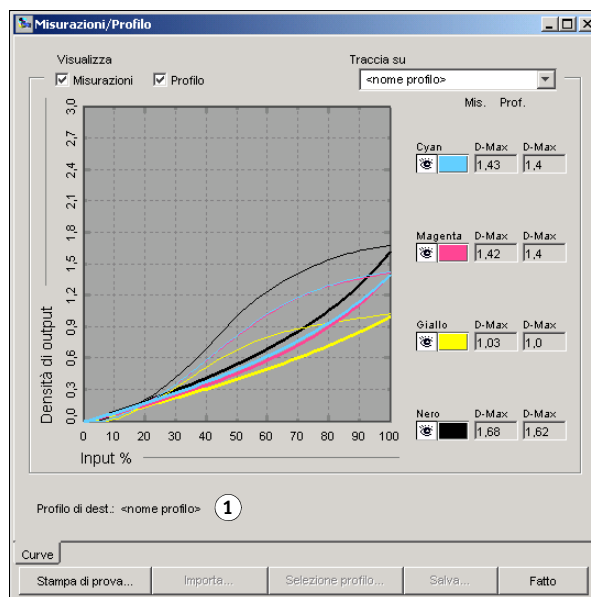 Misurazioni/Profilo
Visualizza
Misurazioni
Profilo
Traccia su
<nome profilo>
Mis. Prof.
Densità di output
3,0
2,7
2,4
2,1
1,8
1,5
1,2
0,9
0,6
0,3
0,0
0 10 20 30 40 50 60 70 80 90 100
Input %
Cyan D-Max D-Max
1,43 1,4
Magenta D-Max D-Max
1,42 1,4
Giallo D-Max D-Max
1,03 1,0
Nero D-Max D-Max
1,68 1,62
Profilo di dest.: <nome profilo> 1
Curve
Stampa di prova... Importa... Selezione profilo... Salva... Fatto